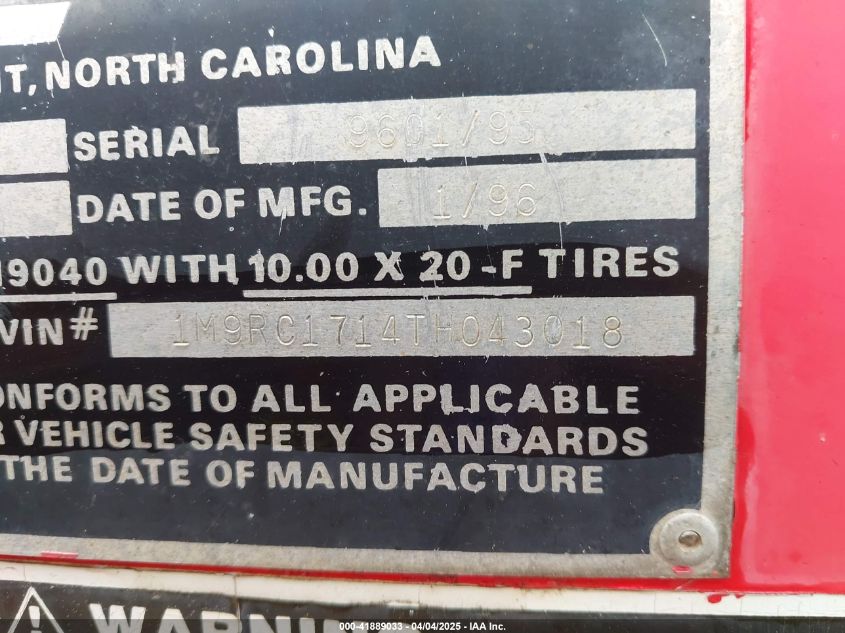 T, NORTH CAROLINA
SERIAL 9601/95
DATE OF MFG. 1/96
19040 WITH 10.00 X 20-F TIRES
VIN# 1M9RC1714TH043018
ONFORMS TO ALL APPLICABLE
R VEHICLE SAFETY STANDARDS
THE DATE OF MANUFACTURE
WARNIN
000-41889033 - 04/04/2025 - IAA Inc.